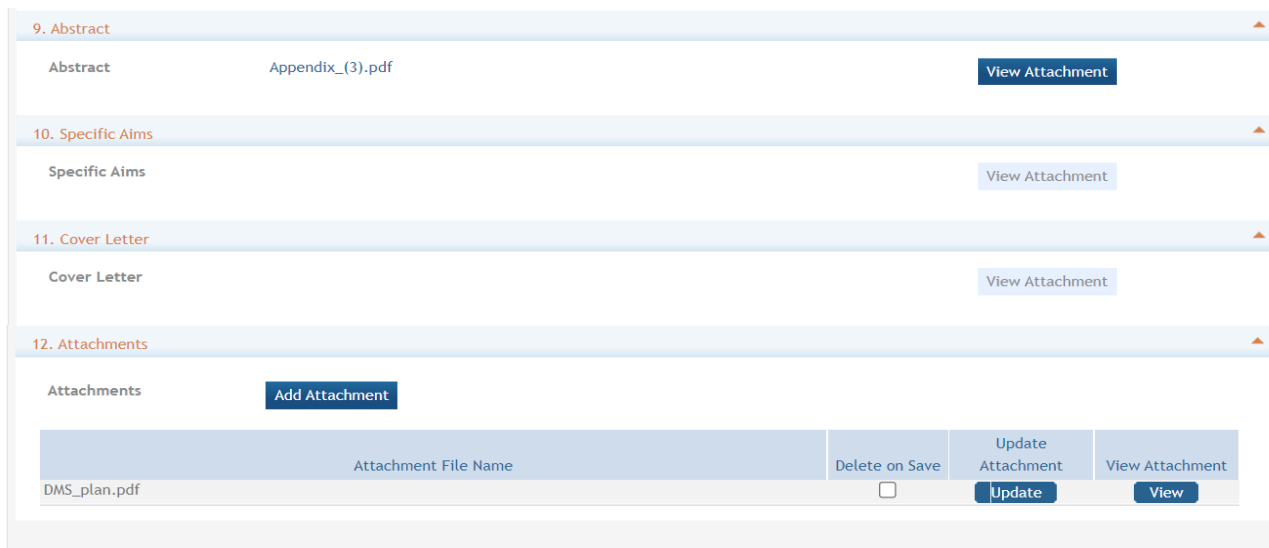 9. Abstract
Abstract Appendix_(3).pdf View Attachment
10. Specific Aims
Specific Aims View Attachment
11. Cover Letter
Cover Letter View Attachment
12. Attachments
Attachments Add Attachment
Attachment File Name Delete on Save Update Attachment View Attachment
DMS_plan.pdf Update View